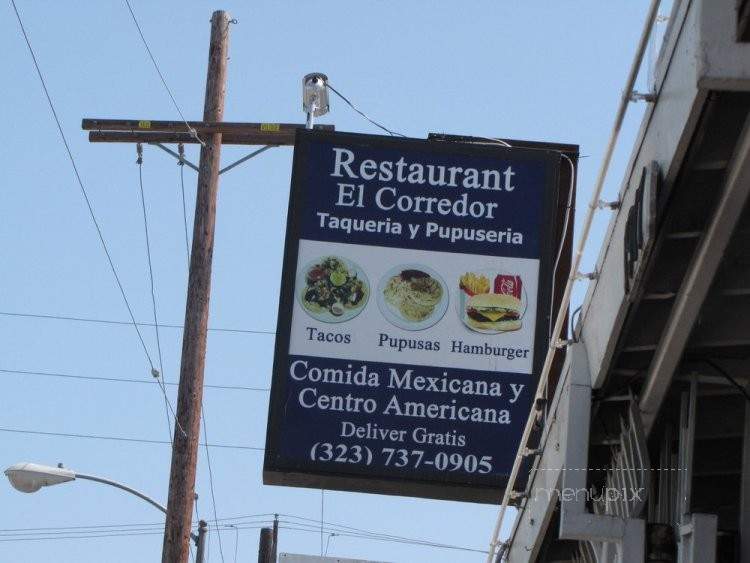 Restaurant
El Corredor
Taqueria y Pupuseria
Tacos
Pupusas
Hamburger
Comida Mexicana y
Centro Americana
Deliver Gratis
(323) 737-0905
menupix